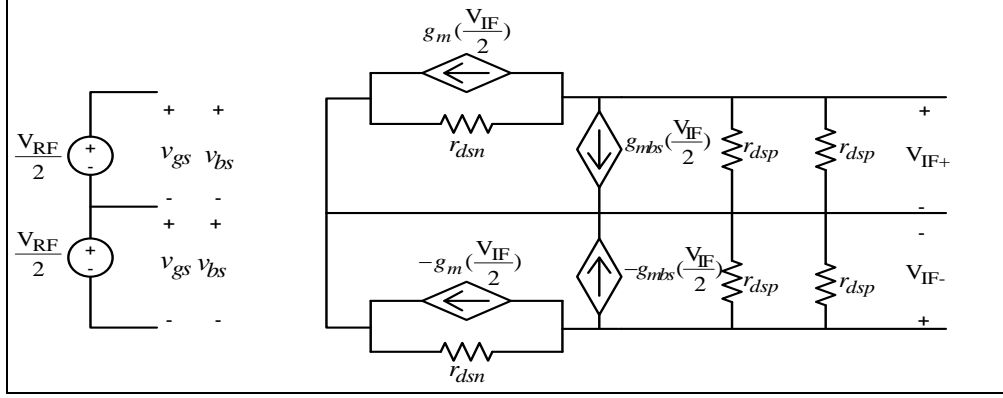 g_m(V_IF/2)
r_dsn
V_RF/2
+ -
+ +
v_gs v_bs
- -
g_mbs(V_IF/2)
r_dsp
r_dsp
+
V_IF+
-
V_RF/2
+ -
+ +
v_gs v_bs
- -
-g_m(V_IF/2)
r_dsn
-g_mbs(V_IF/2)
r_dsp
r_dsp
-
V_IF-
+